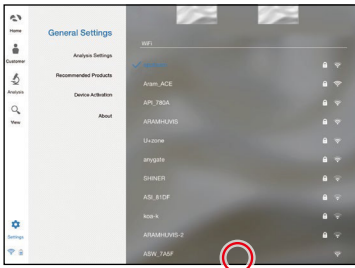 Home
Customer
Analysis
View
Settings
General Settings
Analysis Settings
Recommended Products
Device Activation
About
WiFi
Aram_ACE
API_780A
ARAMHUVIS
U+zone
anygate
SHINER
ASI_81DF
koa-k
ARAMHUVIS-2
ABW_7A6F